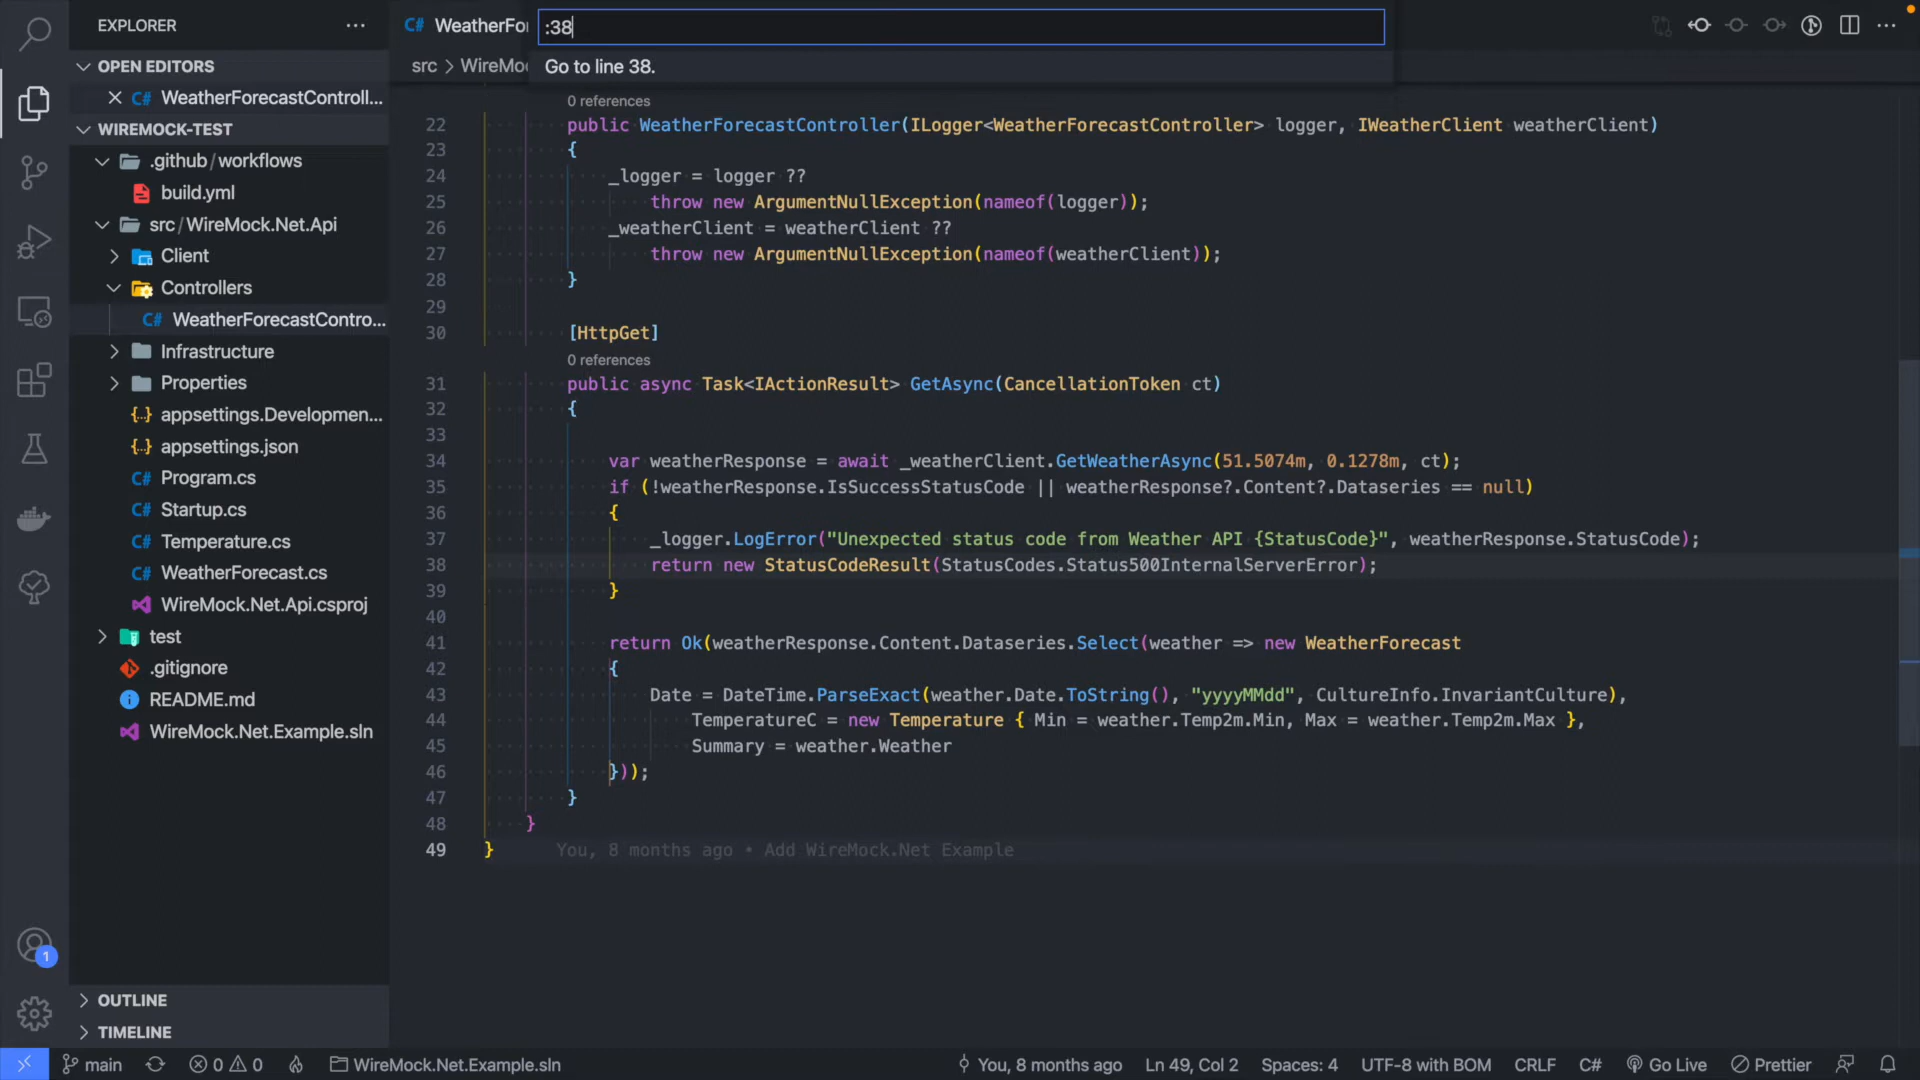 EXPLORER
OPEN EDITORS
C# WeatherForecastControll...
WIREMOCK-TEST
.github/workflows
build.yml
src/WireMock.Net.Api
Client
Controllers
C# WeatherForecastContro...
Infrastructure
Properties
{..} appsettings.Developmen...
{..} appsettings.json
C# Program.cs
C# Startup.cs
C# Temperature.cs
C# WeatherForecast.cs
WireMock.Net.Api.csproj
test
.gitignore
README.md
WireMock.Net.Example.sln
1
OUTLINE
TIMELINE
C# WeatherFo
:38
src > WireMo
Go to line 38.
0 references
22 public WeatherForecastController(ILogger<WeatherForecastController> logger, IWeatherClient weatherClient)
23 {
24 _logger = logger ??
25 throw new ArgumentNullException(nameof(logger));
26 _weatherClient = weatherClient ??
27 throw new ArgumentNullException(nameof(weatherClient));
28 }
29
30 [HttpGet]
0 references
31 public async Task<IActionResult> GetAsync(CancellationToken ct)
32 {
33
34 var weatherResponse = await _weatherClient.GetWeatherAsync(51.5074m, 0.1278m, ct);
35 if (!weatherResponse.IsSuccessStatusCode || weatherResponse?.Content?.Dataseries == null)
36 {
37 _logger.LogError("Unexpected status code from Weather API {StatusCode}", weatherResponse.StatusCode);
38 return new StatusCodeResult(StatusCodes.Status500InternalServerError);
39 }
40
41 return Ok(weatherResponse.Content.Dataseries.Select(weather => new WeatherForecast
42 {
43 Date = DateTime.ParseExact(weather.Date.ToString(), "yyyyMMdd", CultureInfo.InvariantCulture),
44 TemperatureC = new Temperature { Min = weather.Temp2m.Min, Max = weather.Temp2m.Max },
45 Summary = weather.Weather
46 }));
47 }
48 }
49 } You, 8 months ago • Add WireMock.Net Example
main 0 0 WireMock.Net.Example.sln You, 8 months ago Ln 49, Col 2 Spaces: 4 UTF-8 with BOM CRLF C# Go Live Prettier